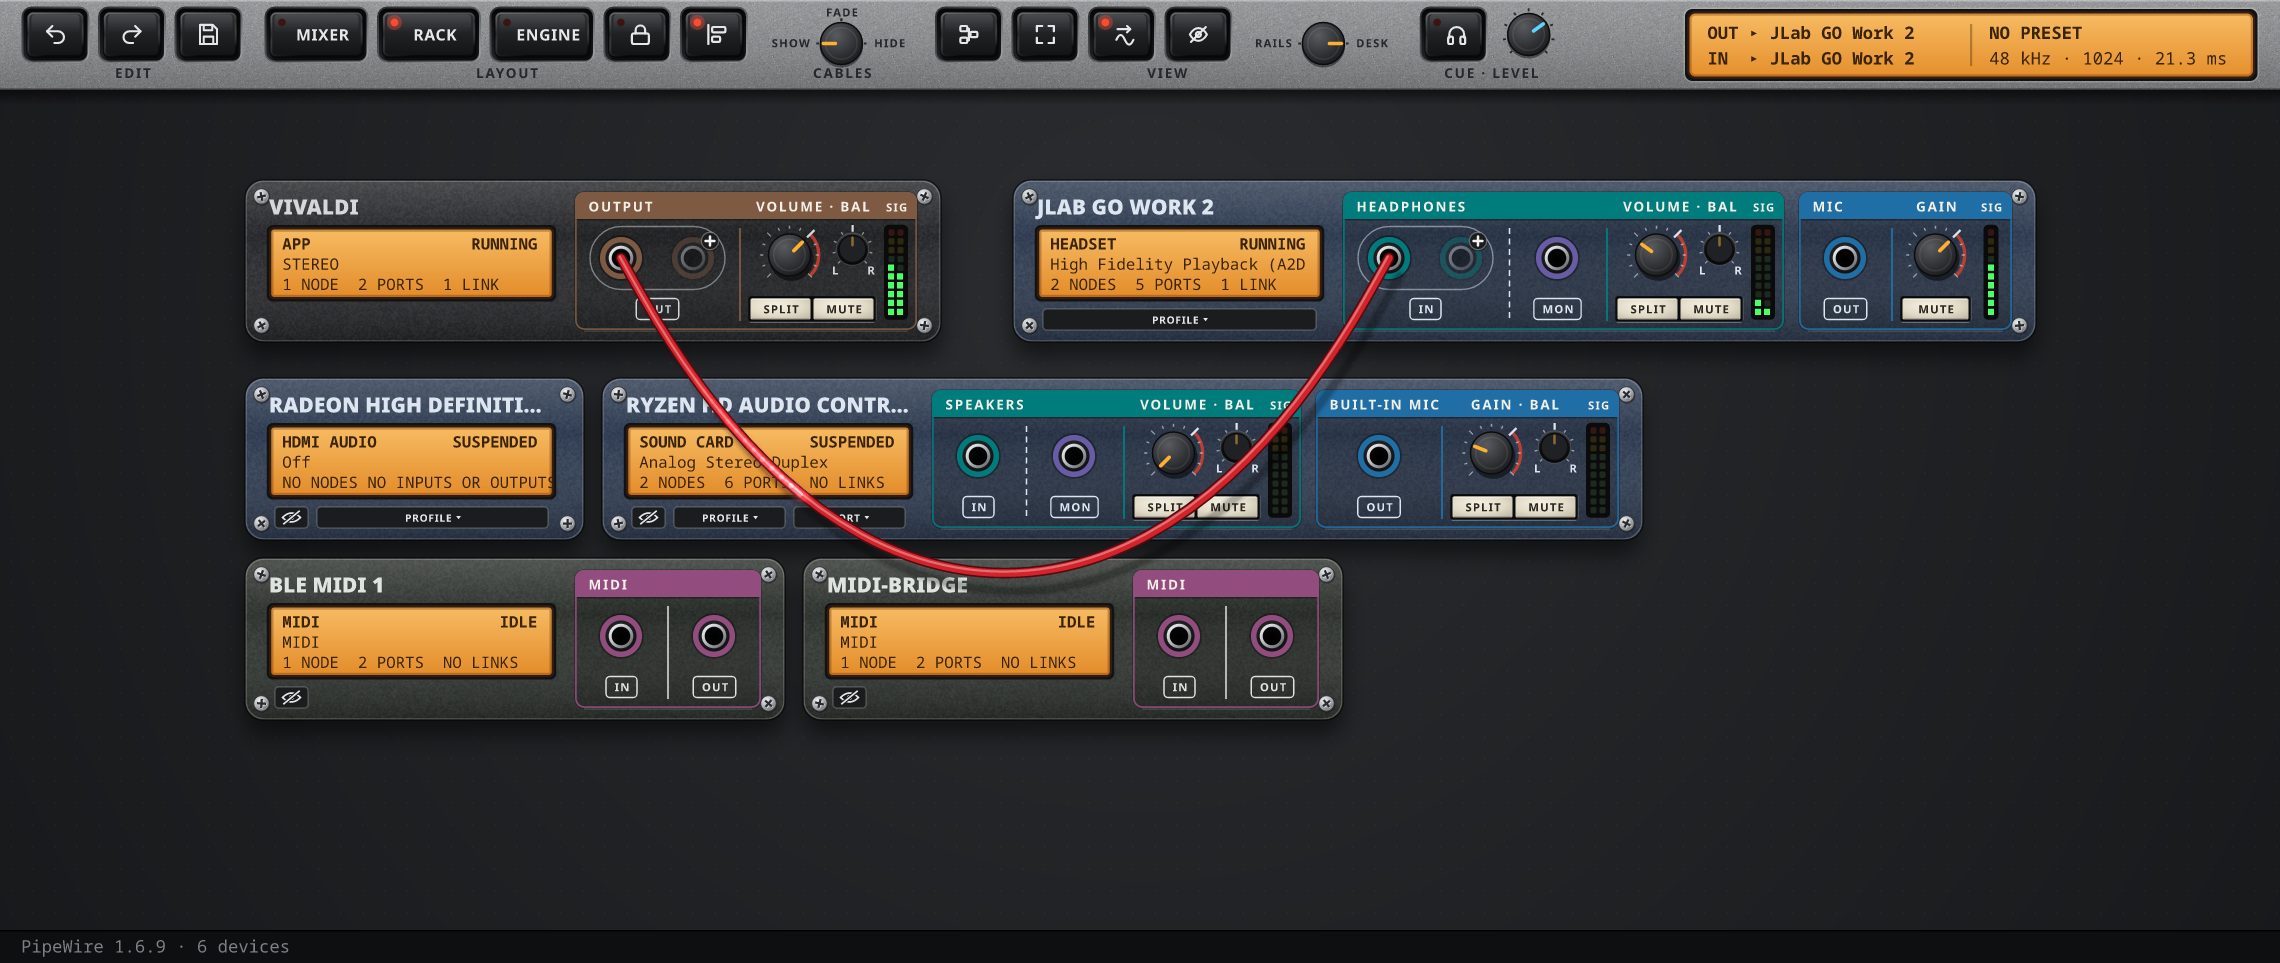 MIXER RACK ENGINE
EDIT LAYOUT
FADE
SHOW HIDE
CABLES
VIEW
RAILS DESK
CUE · LEVEL
OUT ▸ JLab GO Work 2 NO PRESET
IN ▸ JLab GO Work 2 48 kHz · 1024 · 21.3 ms
VIVALDI
APP RUNNING
STEREO
1 NODE 2 PORTS 1 LINK
OUTPUT VOLUME · BAL SIG
L R
SPLIT MUTE
JLAB GO WORK 2
HEADSET RUNNING
High Fidelity Playback (A2D
2 NODES 5 PORTS 1 LINK
PROFILE
HEADPHONES VOLUME · BAL SIG
L R
IN MON SPLIT MUTE
MIC GAIN SIG
OUT MUTE
RADEON HIGH DEFINITI...
HDMI AUDIO SUSPENDED
Off
NO NODES NO INPUTS OR OUTPUTS
PROFILE
RYZEN HD AUDIO CONTR...
SOUND CARD SUSPENDED
Analog Stereo Duplex
2 NODES 6 PORTS NO LINKS
PROFILE
SPEAKERS VOLUME · BAL SIG
L R
IN MON SPLIT MUTE
BUILT-IN MIC GAIN · BAL SIG
L R
OUT SPLIT MUTE
BLE MIDI 1
MIDI IDLE
MIDI
1 NODE 2 PORTS NO LINKS
MIDI
IN OUT
MIDI-BRIDGE
MIDI IDLE
MIDI
1 NODE 2 PORTS NO LINKS
MIDI
IN OUT
PipeWire 1.6.9 · 6 devices